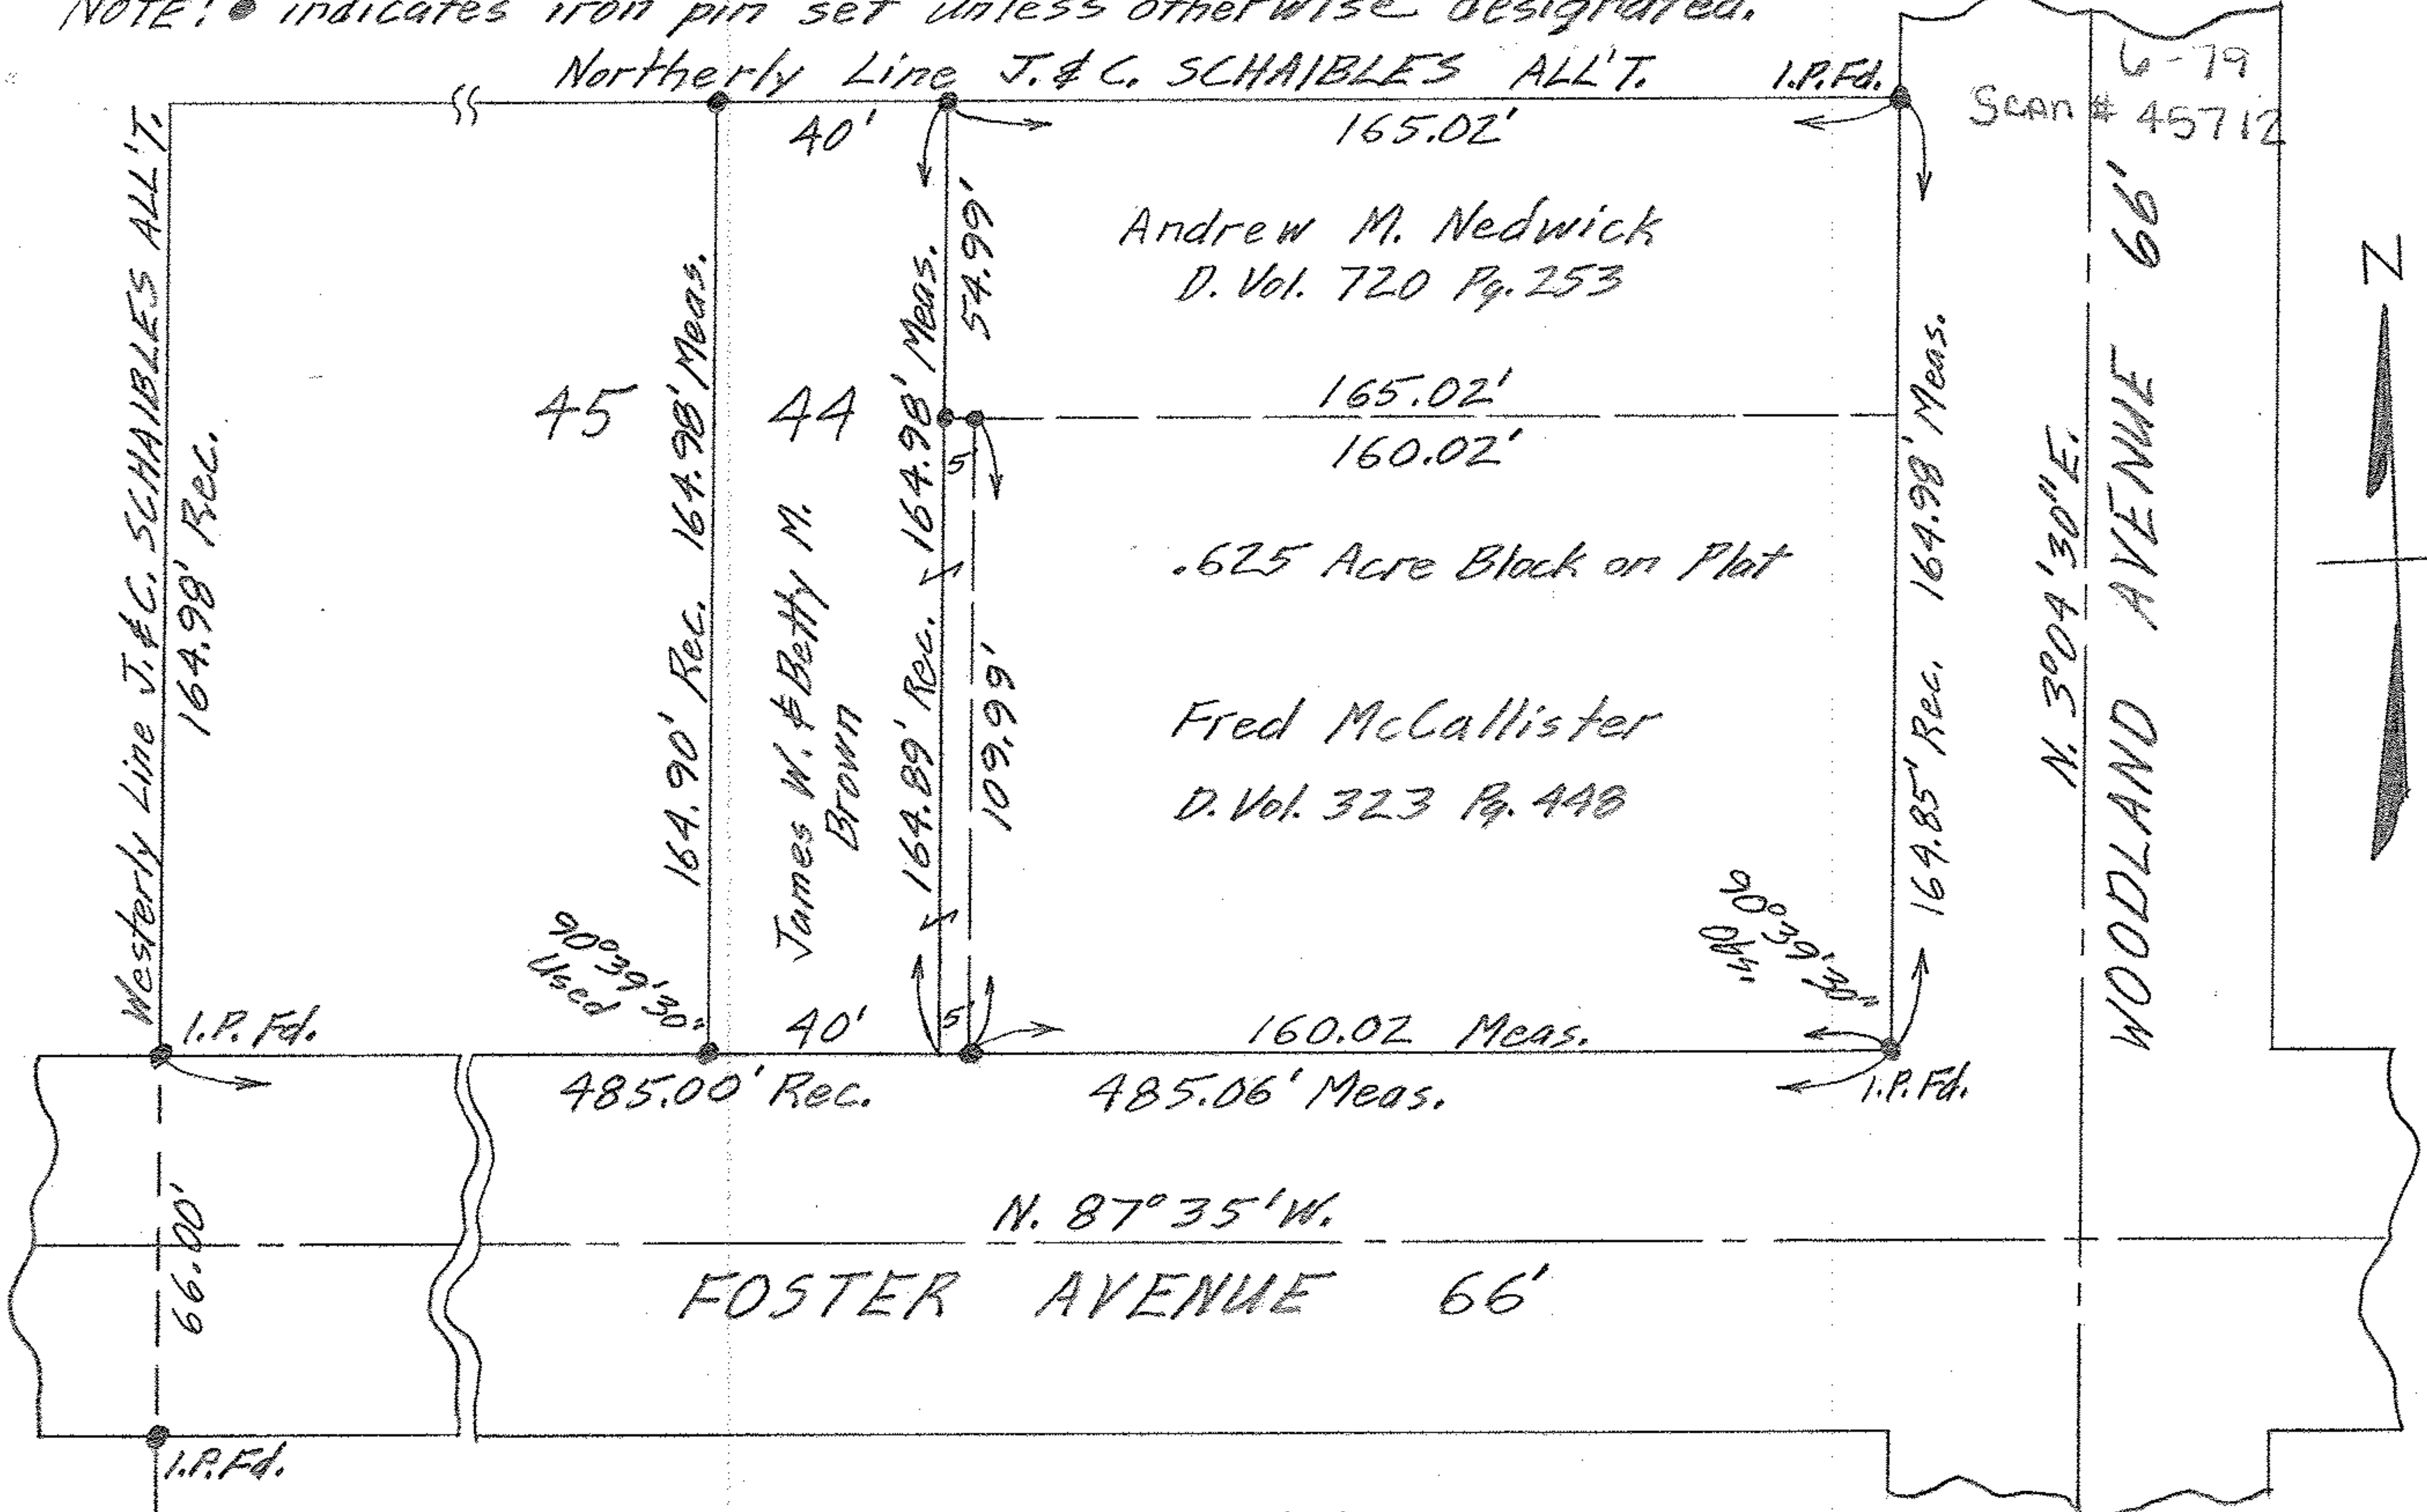 NOTE! ● indicates iron pin set unless otherwise designated.
Northerly Line J. & C. SCHAIBLES ALL'T.
I.P. Fd.
6-79
SCAN # 45712
40'
165.02'
Westerly Line J. & C. SCHAIBLES ALL'T.
164.98' Rec.
45
164.90' Rec. 164.98' Meas.
44
James W. & Betty M.
Brown
164.89' Rec. 164.98' Meas.
54.99'
Andrew M. Nedwick
D. Vol. 720 Pg. 253
165.02'
160.02'
5'
.625 Acre Block on Plat
109.99'
Fred McCallister
D. Vol. 323 Pg. 448
164.85' Rec. 164.98' Meas.
N. 3°04'30"E.
WOODLAND AVENUE 66'
N
90°39'30"
Used
90°39'30"
I.P. Fd.
40'
5'
160.02 Meas.
485.00' Rec.
485.06' Meas.
I.P. Fd.
66.00'
N. 87°35'W.
FOSTER AVENUE 66'
I.P. Fd.